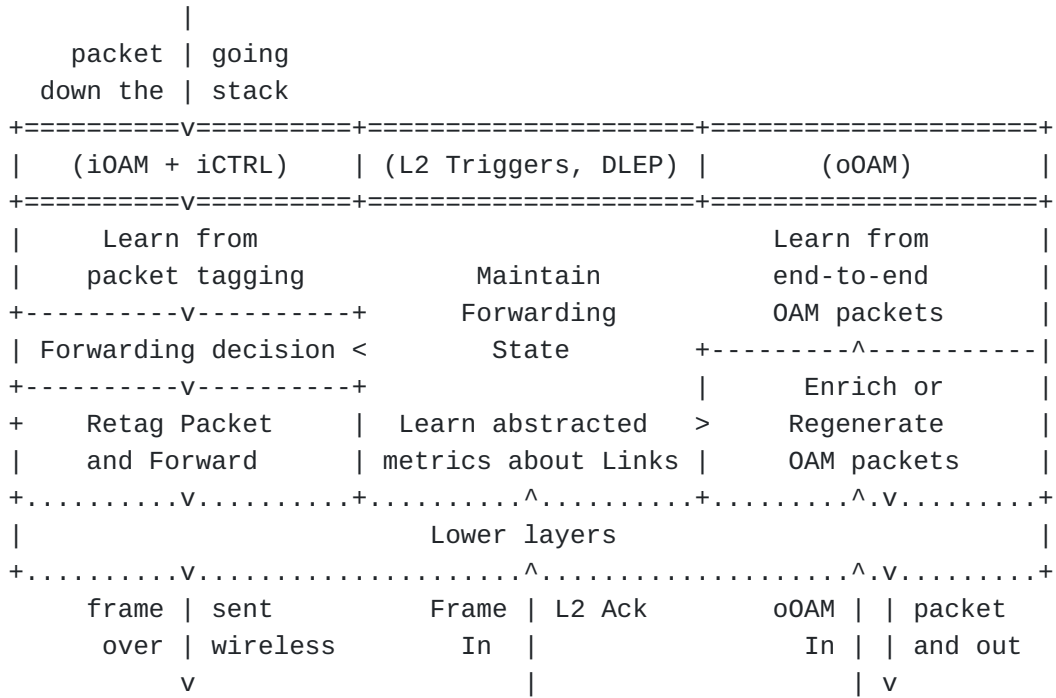 |
           packet | going
         down the | stack
+==========v==========+=====================+=====================+
|    (iOAM + iCTRL)    | (L2 Triggers, DLEP) |       (oOAM)        |
+==========v==========+=====================+=====================+
|     Learn from                                 Learn from       |
|    packet tagging           Maintain           end-to-end       |
+----------v----------+      Forwarding          OAM packets      |
| Forwarding decision <        State        +---------^-----------|
+----------v----------+                     |      Enrich or      |
+    Retag Packet     |  Learn abstracted   >     Regenerate      |
|    and Forward      | metrics about Links |     OAM packets     |
+..........v..........+..........^..........+.........^.v.........+
|                          Lower layers                           |
+..........v.....................^....................^.v.........+
     frame | sent          Frame | L2 Ack        oOAM | | packet
      over | wireless        In  |                 In | | and out
           v                     |                    | v